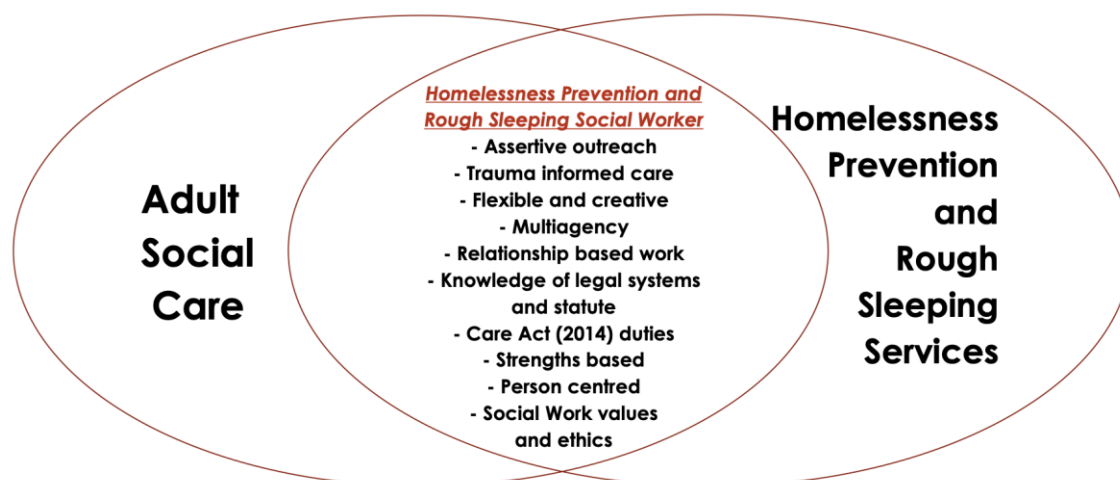 Adult
Social
Care
Homelessness Prevention and
Rough Sleeping Social Worker
- Assertive outreach
- Trauma informed care
- Flexible and creative
- Multiagency
- Relationship based work
- Knowledge of legal systems
and statute
- Care Act (2014) duties
- Strengths based
- Person centred
- Social Work values
and ethics
Homelessness
Prevention
and
Rough
Sleeping
Services